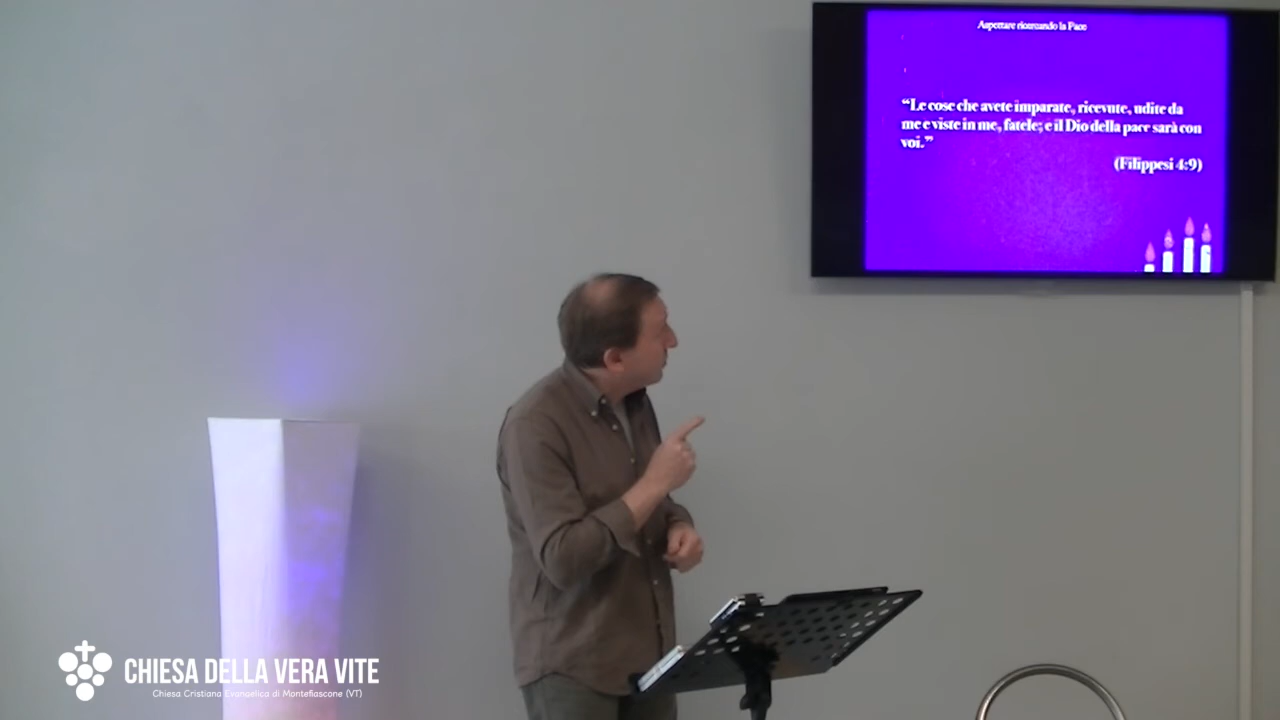 Aspettare ricercando la Pace
“Le cose che avete imparate, ricevute, udite da
me e viste in me, fatele; e il Dio della pace sarà con
voi.”
(Filippesi 4:9)
CHIESA DELLA VERA VITE
Chiesa Cristiana Evangelica di Montefiascone (VT)